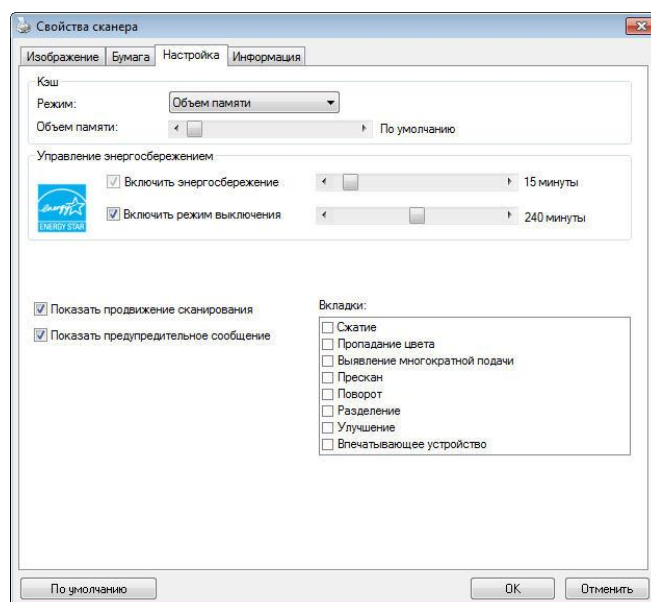 Свойства сканера
Изображение Бумага Настройка Информация
Кэш
Режим: Объем памяти
Объем памяти: По умолчанию
Управление энергосбережением
Включить энергосбережение 15 минуты
Включить режим выключения 240 минуты
energy
ENERGY STAR
Показать продвижение сканирования
Показать предупредительное сообщение
Вкладки:
Сжатие
Пропадание цвета
Выявление многократной подачи
Прескан
Поворот
Разделение
Улучшение
Впечатывающее устройство
По умолчанию OK Отменить